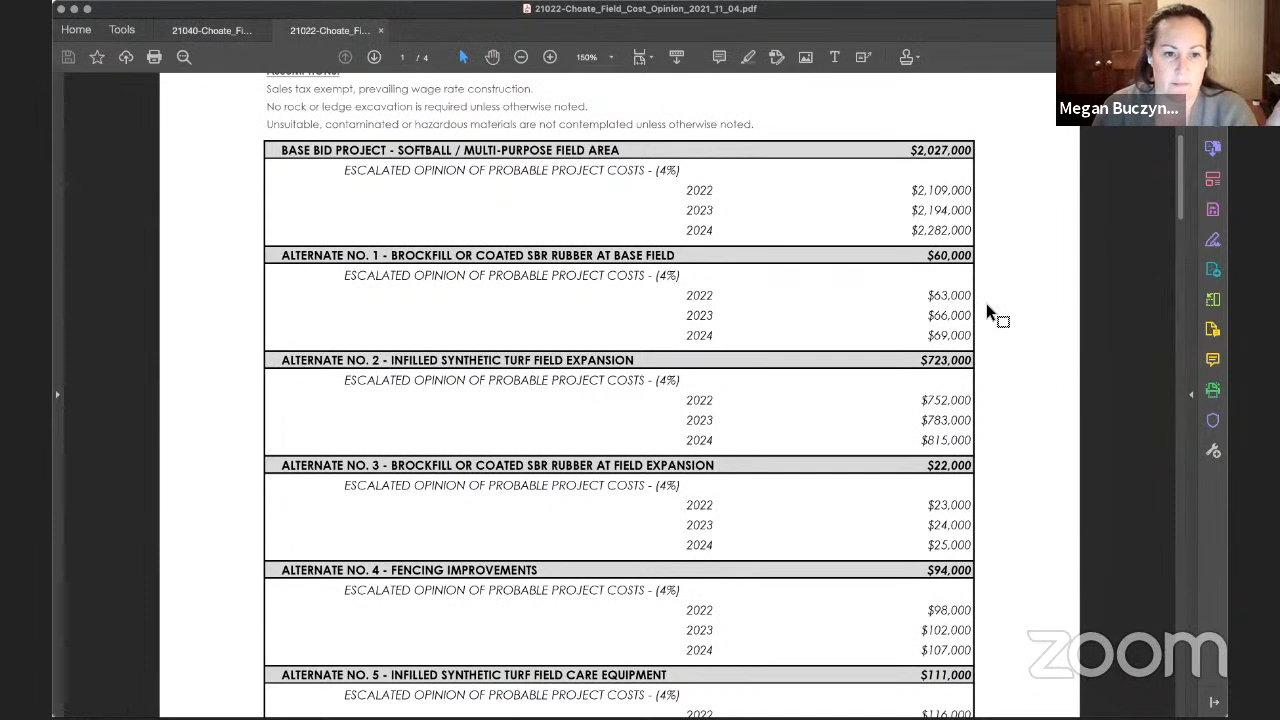 21022-Choate_Field_Cost_Opinion_2021_11_04.pdf
Home Tools 21040-Choate_Fi... 21022-Choate_Fi... ×
1 / 4 150%
ASSUMPTIONS:
Sales tax exempt, prevailing wage rate construction.
No rock or ledge excavation is required unless otherwise noted.
Unsuitable, contaminated or hazardous materials are not contemplated unless otherwise noted.
BASE BID PROJECT - SOFTBALL / MULTI-PURPOSE FIELD AREA $2,027,000
ESCALATED OPINION OF PROBABLE PROJECT COSTS - (4%)
2022 $2,109,000
2023 $2,194,000
2024 $2,282,000
ALTERNATE NO. 1 - BROCKFILL OR COATED SBR RUBBER AT BASE FIELD $60,000
ESCALATED OPINION OF PROBABLE PROJECT COSTS - (4%)
2022 $63,000
2023 $66,000
2024 $69,000
ALTERNATE NO. 2 - INFILLED SYNTHETIC TURF FIELD EXPANSION $723,000
ESCALATED OPINION OF PROBABLE PROJECT COSTS - (4%)
2022 $752,000
2023 $783,000
2024 $815,000
ALTERNATE NO. 3 - BROCKFILL OR COATED SBR RUBBER AT FIELD EXPANSION $22,000
ESCALATED OPINION OF PROBABLE PROJECT COSTS - (4%)
2022 $23,000
2023 $24,000
2024 $25,000
ALTERNATE NO. 4 - FENCING IMPROVEMENTS $94,000
ESCALATED OPINION OF PROBABLE PROJECT COSTS - (4%)
2022 $98,000
2023 $102,000
2024 $107,000
ALTERNATE NO. 5 - INFILLED SYNTHETIC TURF FIELD CARE EQUIPMENT $111,000
ESCALATED OPINION OF PROBABLE PROJECT COSTS - (4%)
2022 $116,000
Megan Buczyn...
zoom